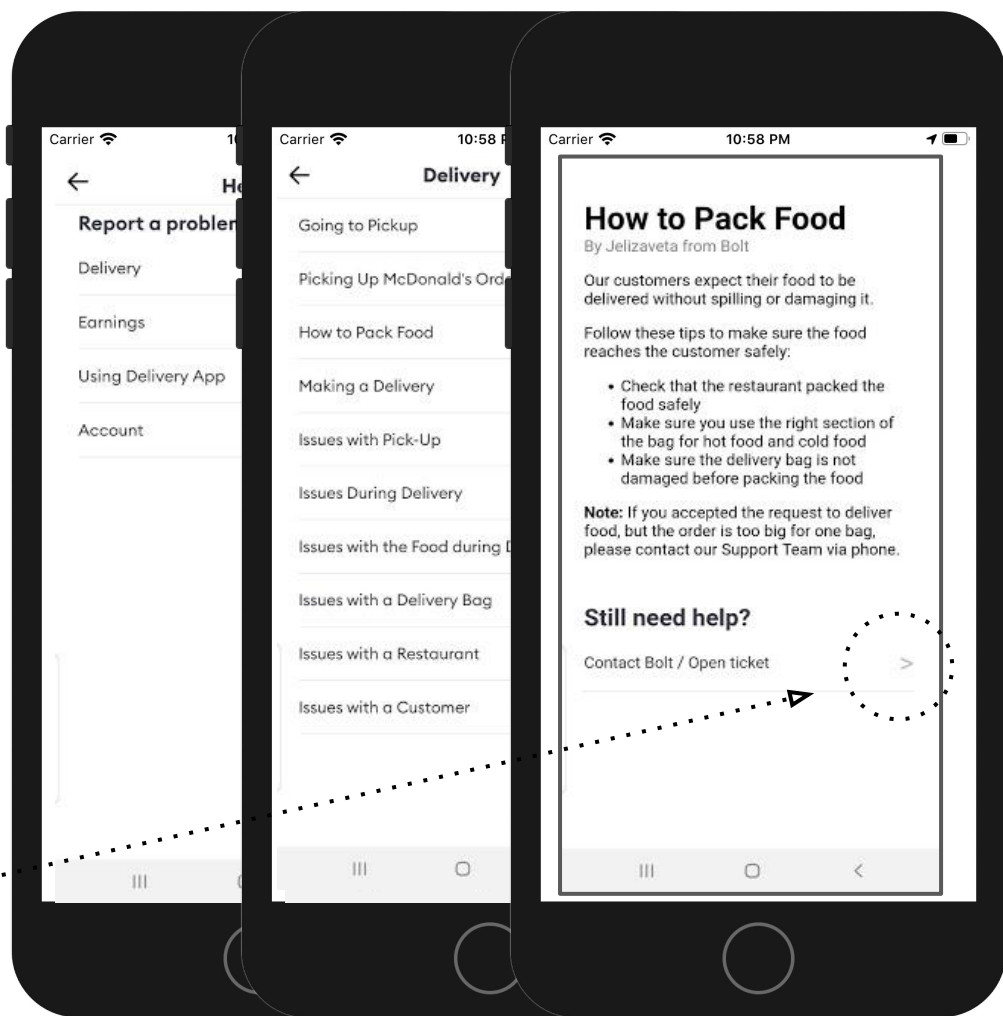 Carrier
He
Report a problem
Delivery
Earnings
Using Delivery App
Account
Carrier 10:58 P
Delivery
Going to Pickup
Picking Up McDonald's Orde
How to Pack Food
Making a Delivery
Issues with Pick-Up
Issues During Delivery
Issues with the Food during D
Issues with a Delivery Bag
Issues with a Restaurant
Issues with a Customer
Carrier 10:58 PM
How to Pack Food
By Jelizaveta from Bolt
Our customers expect their food to be
delivered without spilling or damaging it.
Follow these tips to make sure the food
reaches the customer safely:
• Check that the restaurant packed the
food safely
• Make sure you use the right section of
the bag for hot food and cold food
• Make sure the delivery bag is not
damaged before packing the food
Note: If you accepted the request to deliver
food, but the order is too big for one bag,
please contact our Support Team via phone.
Still need help?
Contact Bolt / Open ticket >